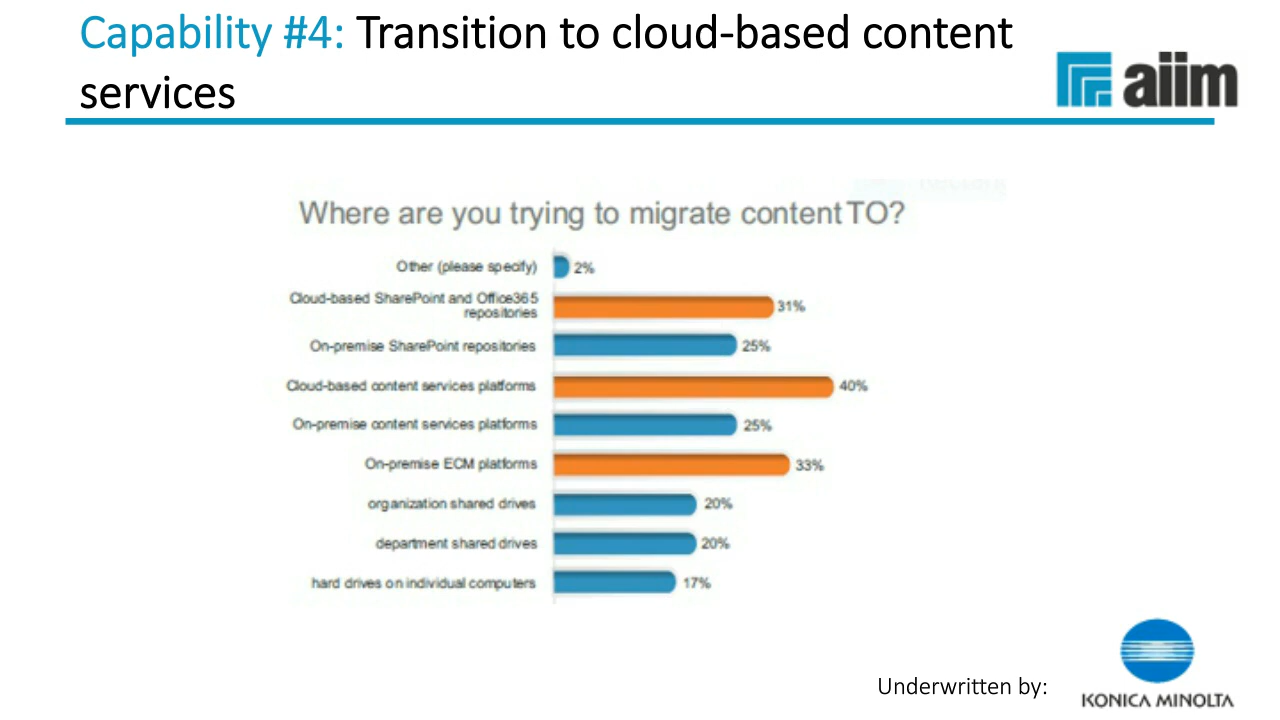 Capability #4: Transition to cloud-based content
services
aiim
Where are you trying to migrate content TO?
Other (please specify)
2%
Cloud-based SharePoint and Office365
repositories
31%
On-premise SharePoint repositories
25%
Cloud-based content services platforms
40%
On-premise content services platforms
25%
On-premise ECM platforms
33%
organization shared drives
20%
department shared drives
20%
hard drives on individual computers
17%
Underwritten by:
KONICA MINOLTA